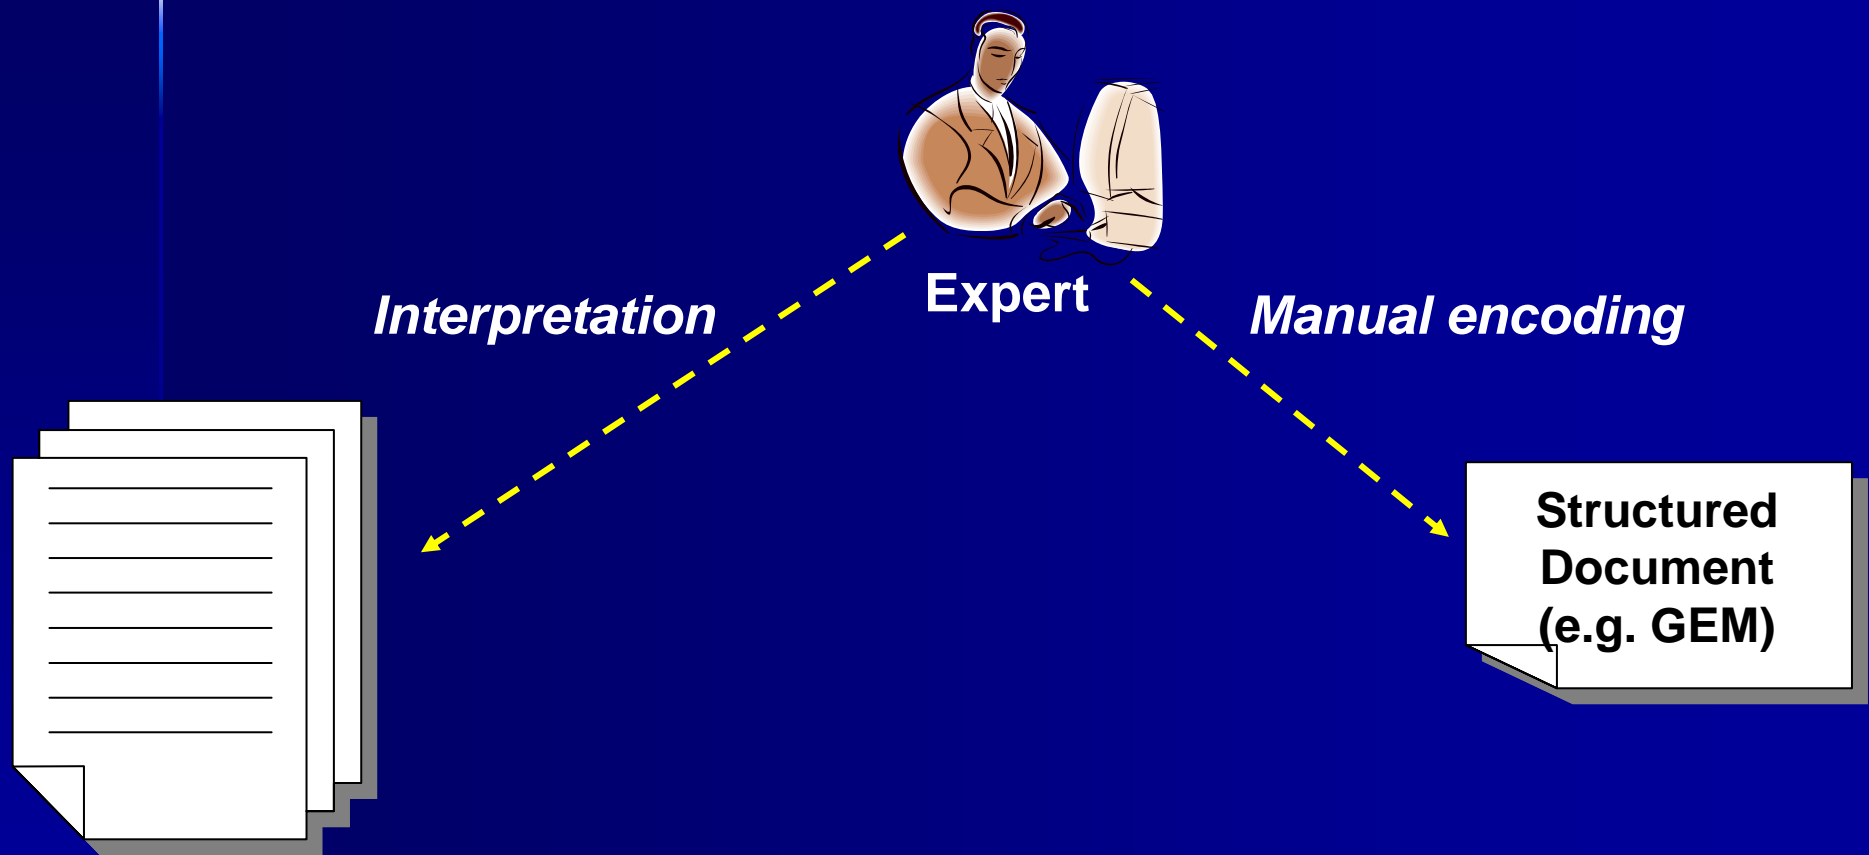 Expert
Interpretation
Manual encoding
Structured
Document
(e.g. GEM)